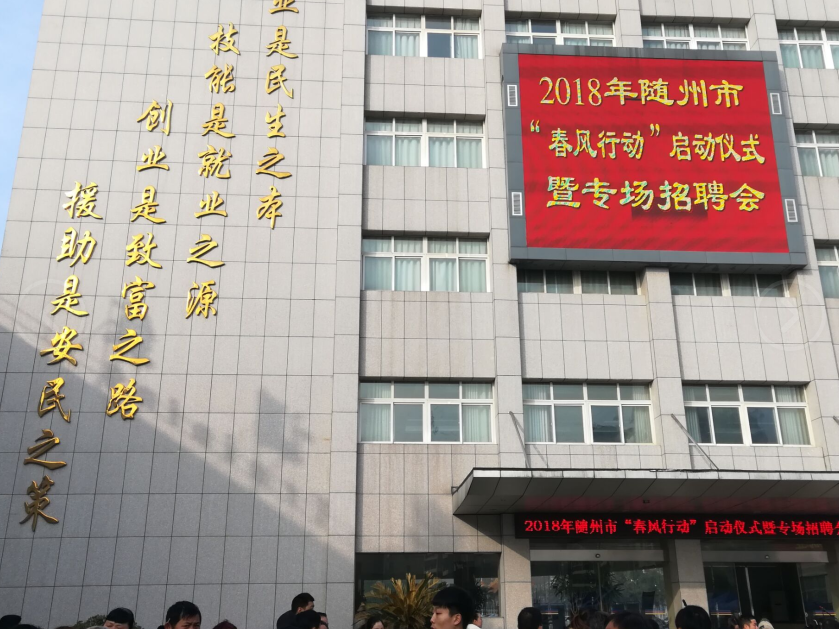 业是民生之本
技能是就业之源
创业是致富之路
援助是安民之策
2018年随州市
“春风行动”启动仪式
暨专场招聘会
2018年随州市“春风行动”启动仪式暨专场招聘